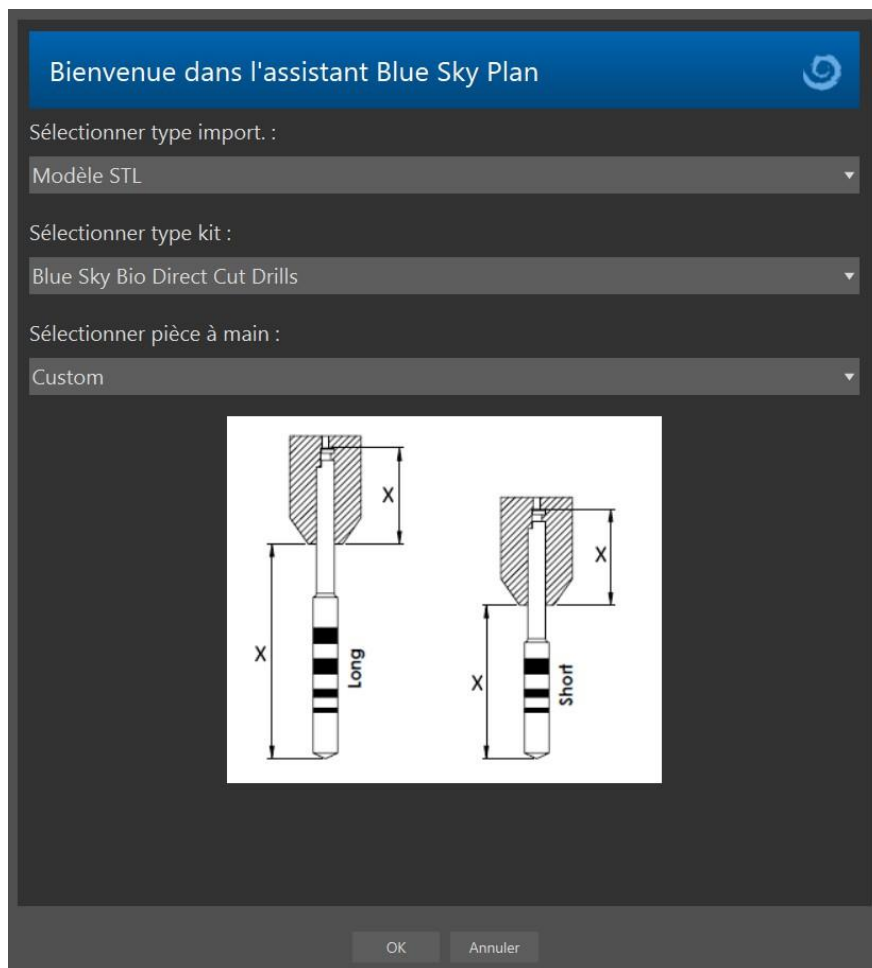 Bienvenue dans l'assistant Blue Sky Plan
Sélectionner type import. :
Modèle STL
Sélectionner type kit :
Blue Sky Bio Direct Cut Drills
Sélectionner pièce à main :
Custom
X
X
X
Long
X
Short
OK Annuler